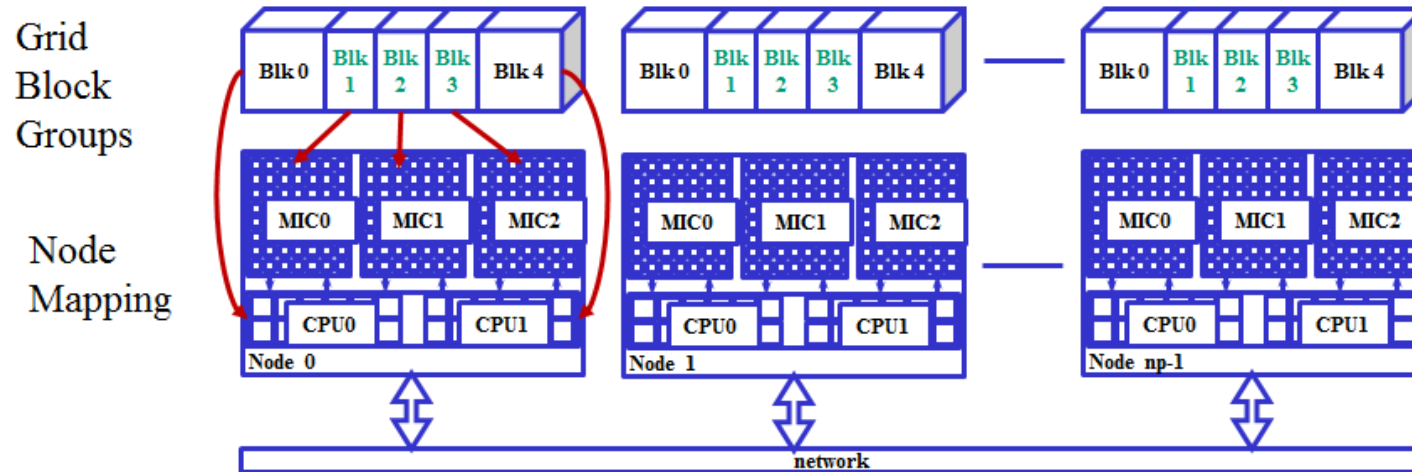 Grid
Block
Groups
Blk 0
Blk
1
Blk
2
Blk
3
Blk 4
Blk 0
Blk
1
Blk
2
Blk
3
Blk 4
Blk 0
Blk
1
Blk
2
Blk
3
Blk 4
Node
Mapping
MIC0
MIC1
MIC2
CPU0
CPU1
Node 0
MIC0
MIC1
MIC2
CPU0
CPU1
Node 1
MIC0
MIC1
MIC2
CPU0
CPU1
Node np-1
network